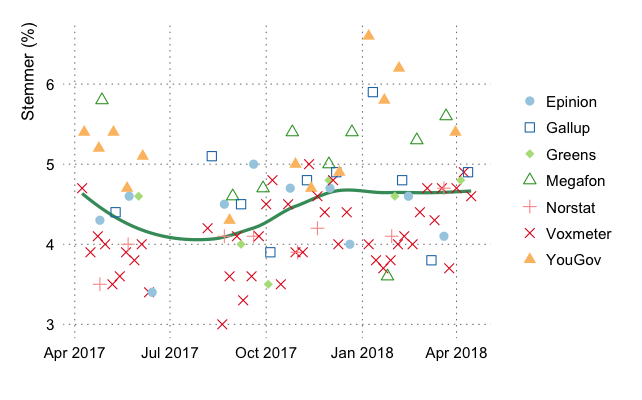 Stemmer (%)
6
5
4
3
Apr 2017
Jul 2017
Oct 2017
Jan 2018
Apr 2018
Epinion
Gallup
Greens
Megafon
Norstat
Voxmeter
YouGov